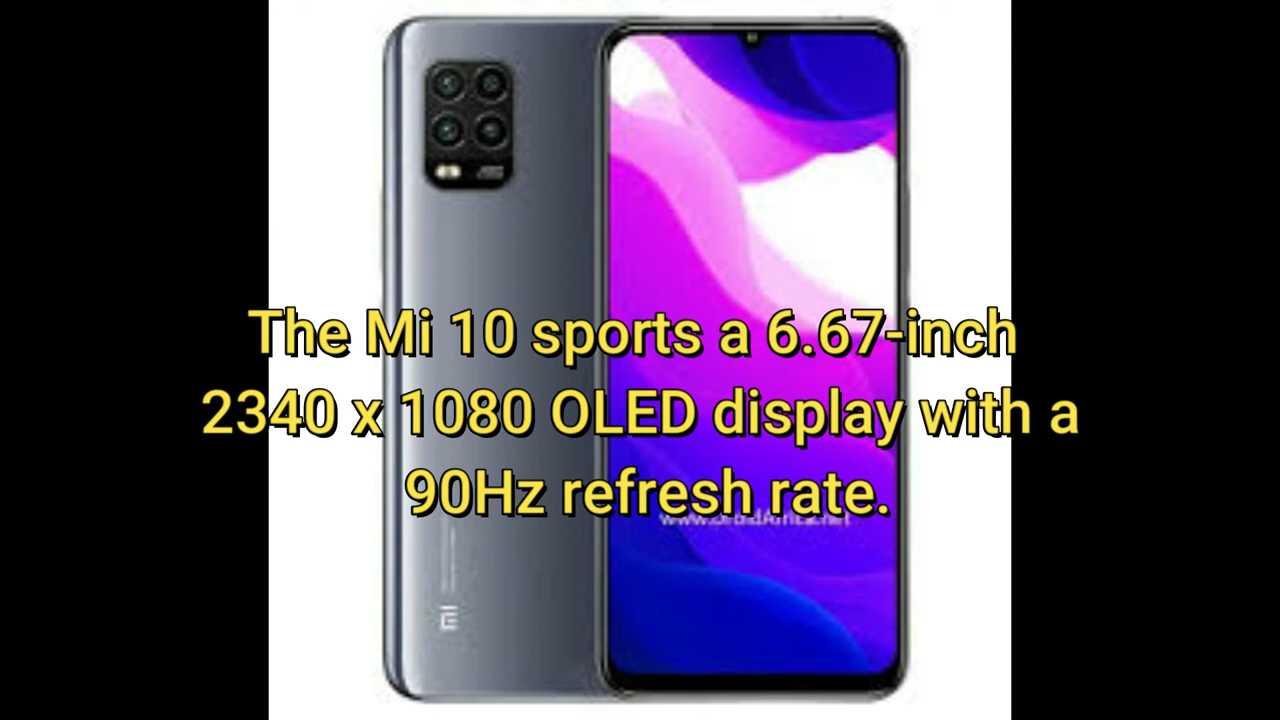 The Mi 10 sports a 6.67-inch
2340 x 1080 OLED display with a
90Hz refresh rate.